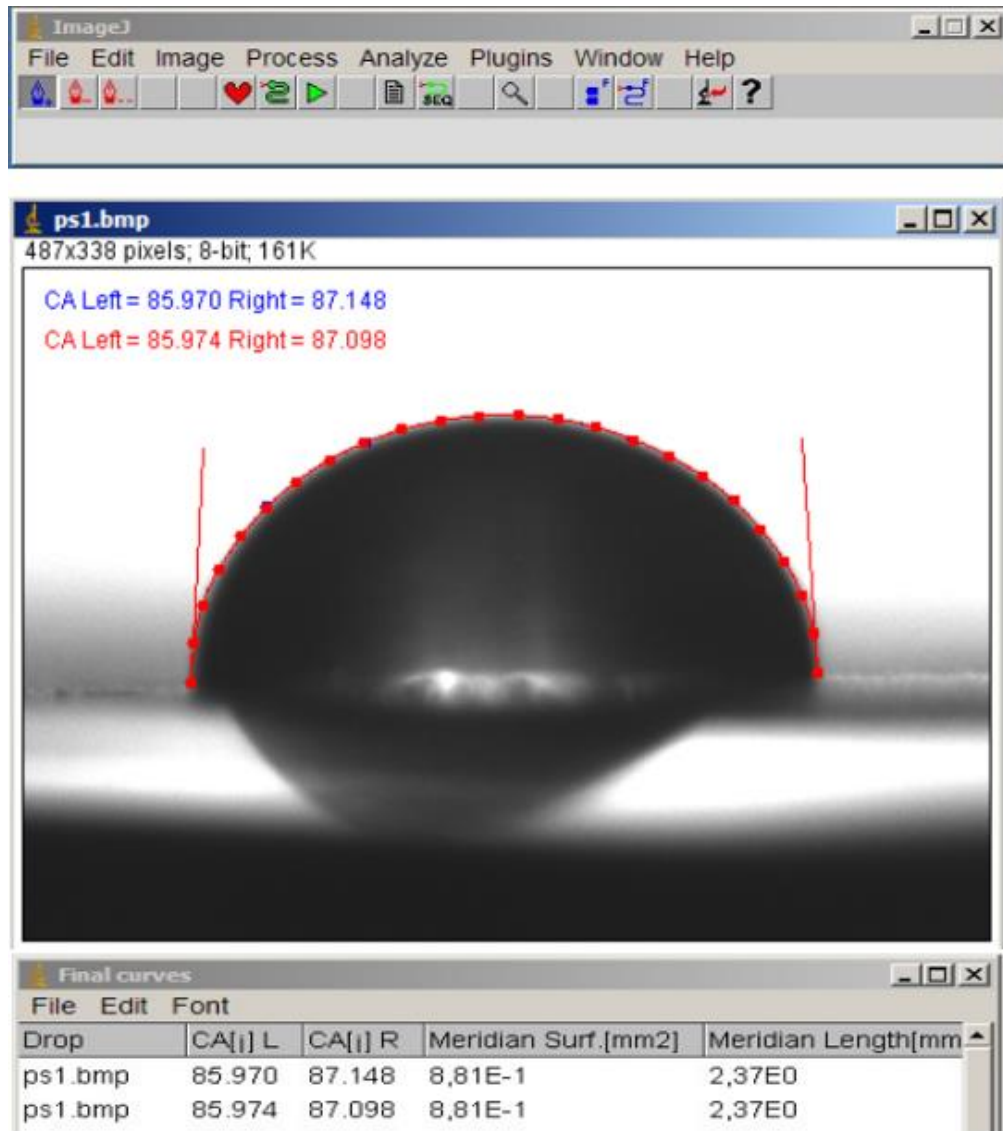 ImageJ
File Edit Image Process Analyze Plugins Window Help
SEQ F F ?
ps1.bmp
487x338 pixels; 8-bit; 161K
CA Left = 85.970 Right = 87.148
CA Left = 85.974 Right = 87.098
Final curves
File Edit Font
Drop CA[j] L CA[j] R Meridian Surf.[mm2] Meridian Length[mm
ps1.bmp 85.970 87.148 8,81E-1 2,37E0
ps1.bmp 85.974 87.098 8,81E-1 2,37E0